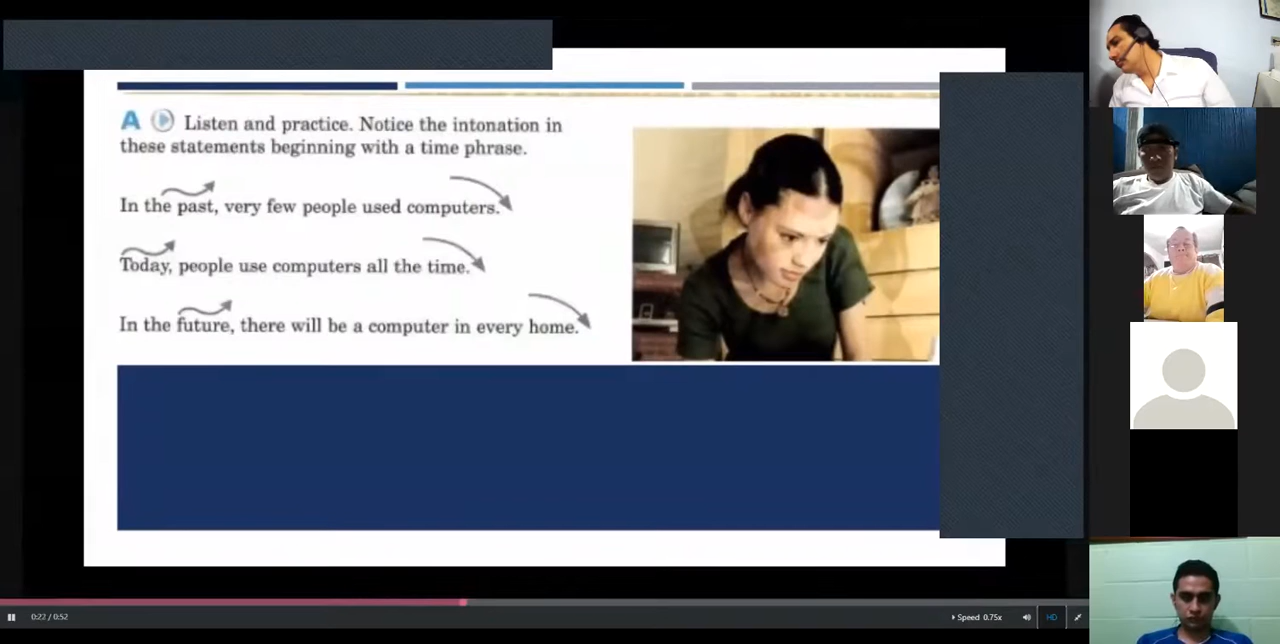 A Listen and practice. Notice the intonation in
these statements beginning with a time phrase.
In the past, very few people used computers.
Today, people use computers all the time.
In the future, there will be a computer in every home.
0:22 / 0:52
Speed 0.75x
HD